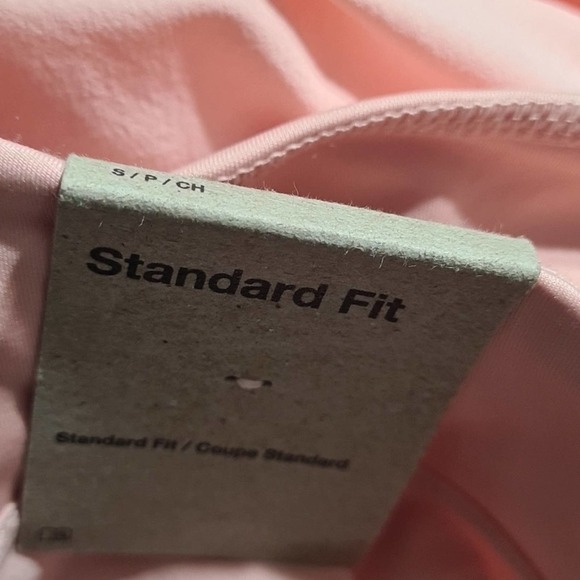 S / P / CH
Standard Fit
Standard Fit / Coupe Standard